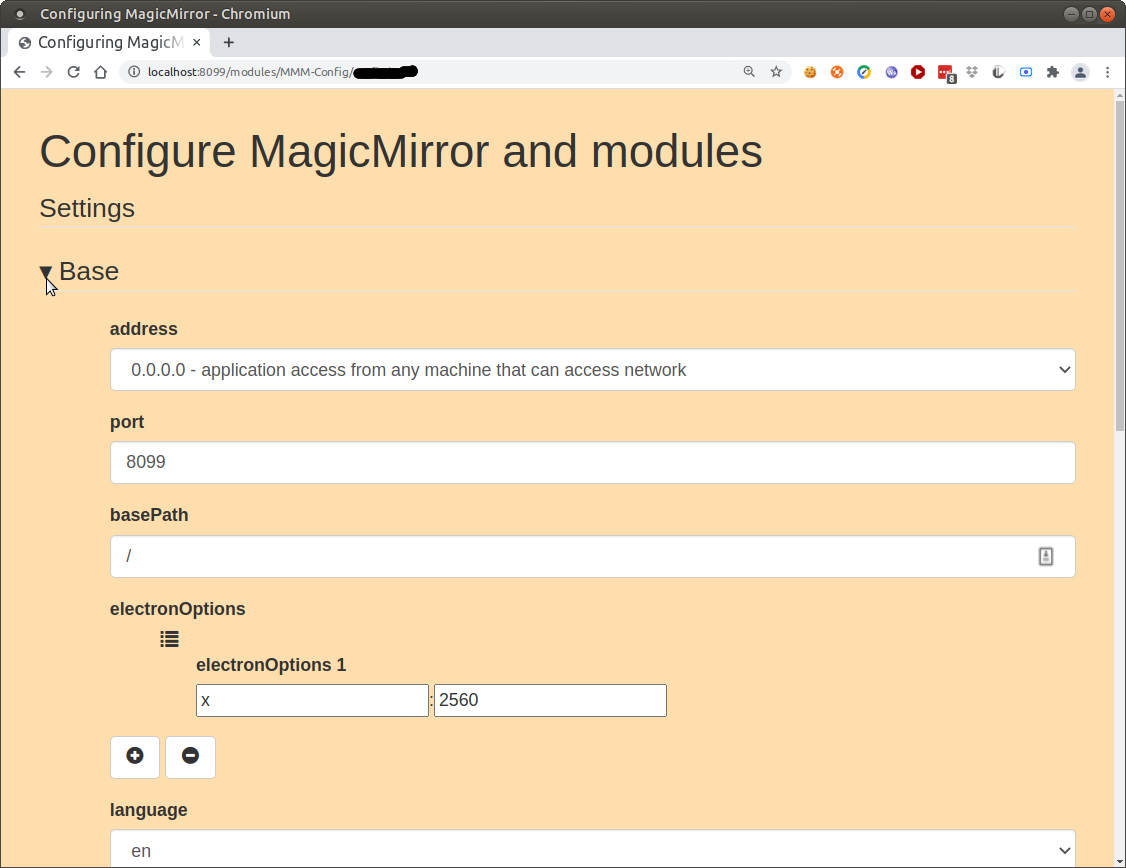 Configuring MagicMirror - Chromium
Configuring MagicM
localhost:8099/modules/MMM-Config/
8
Configure MagicMirror and modules
Settings
▼ Base
address
0.0.0.0 - application access from any machine that can access network
port
8099
basePath
/
electronOptions
electronOptions 1
x : 2560
language
en